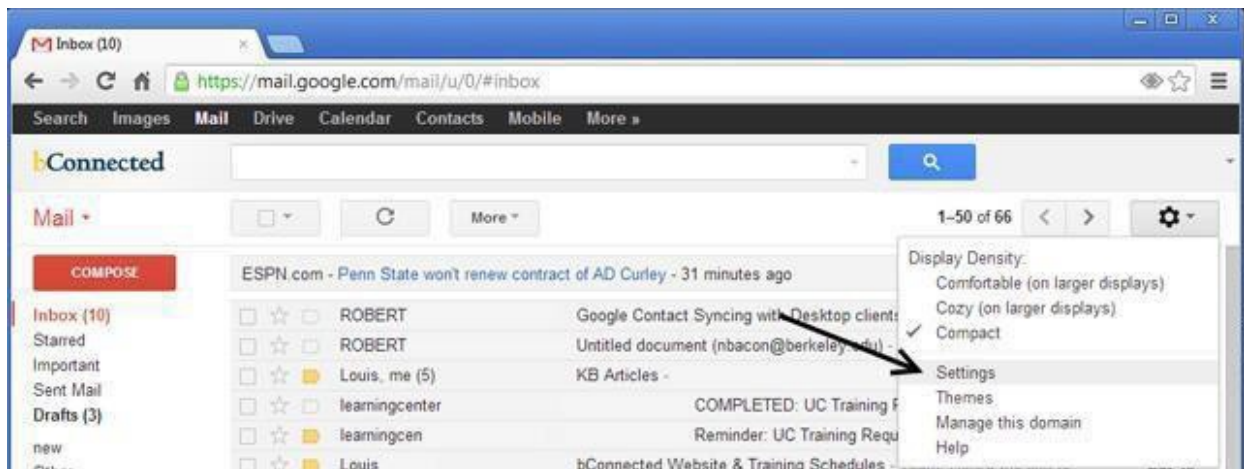 Inbox (10)
https://mail.google.com/mail/u/0/#inbox
Search Images Mail Drive Calendar Contacts Mobile More »
bConnected
Mail
More
1–50 of 66
COMPOSE
ESPN.com - Penn State won't renew contract of AD Curley - 31 minutes ago
Display Density:
Comfortable (on larger displays)
Cozy (on larger displays)
Compact
Settings
Themes
Manage this domain
Help
Inbox (10)
Starred
Important
Sent Mail
Drafts (3)
new
ROBERT Google Contact Syncing with Desktop clients
ROBERT Untitled document (nbacon@berkeley.edu) -
Louis, me (5) KB Articles -
learningcenter COMPLETED: UC Training
learningcen Reminder: UC Training Requ
Louis bConnected Website & Training Schedules -